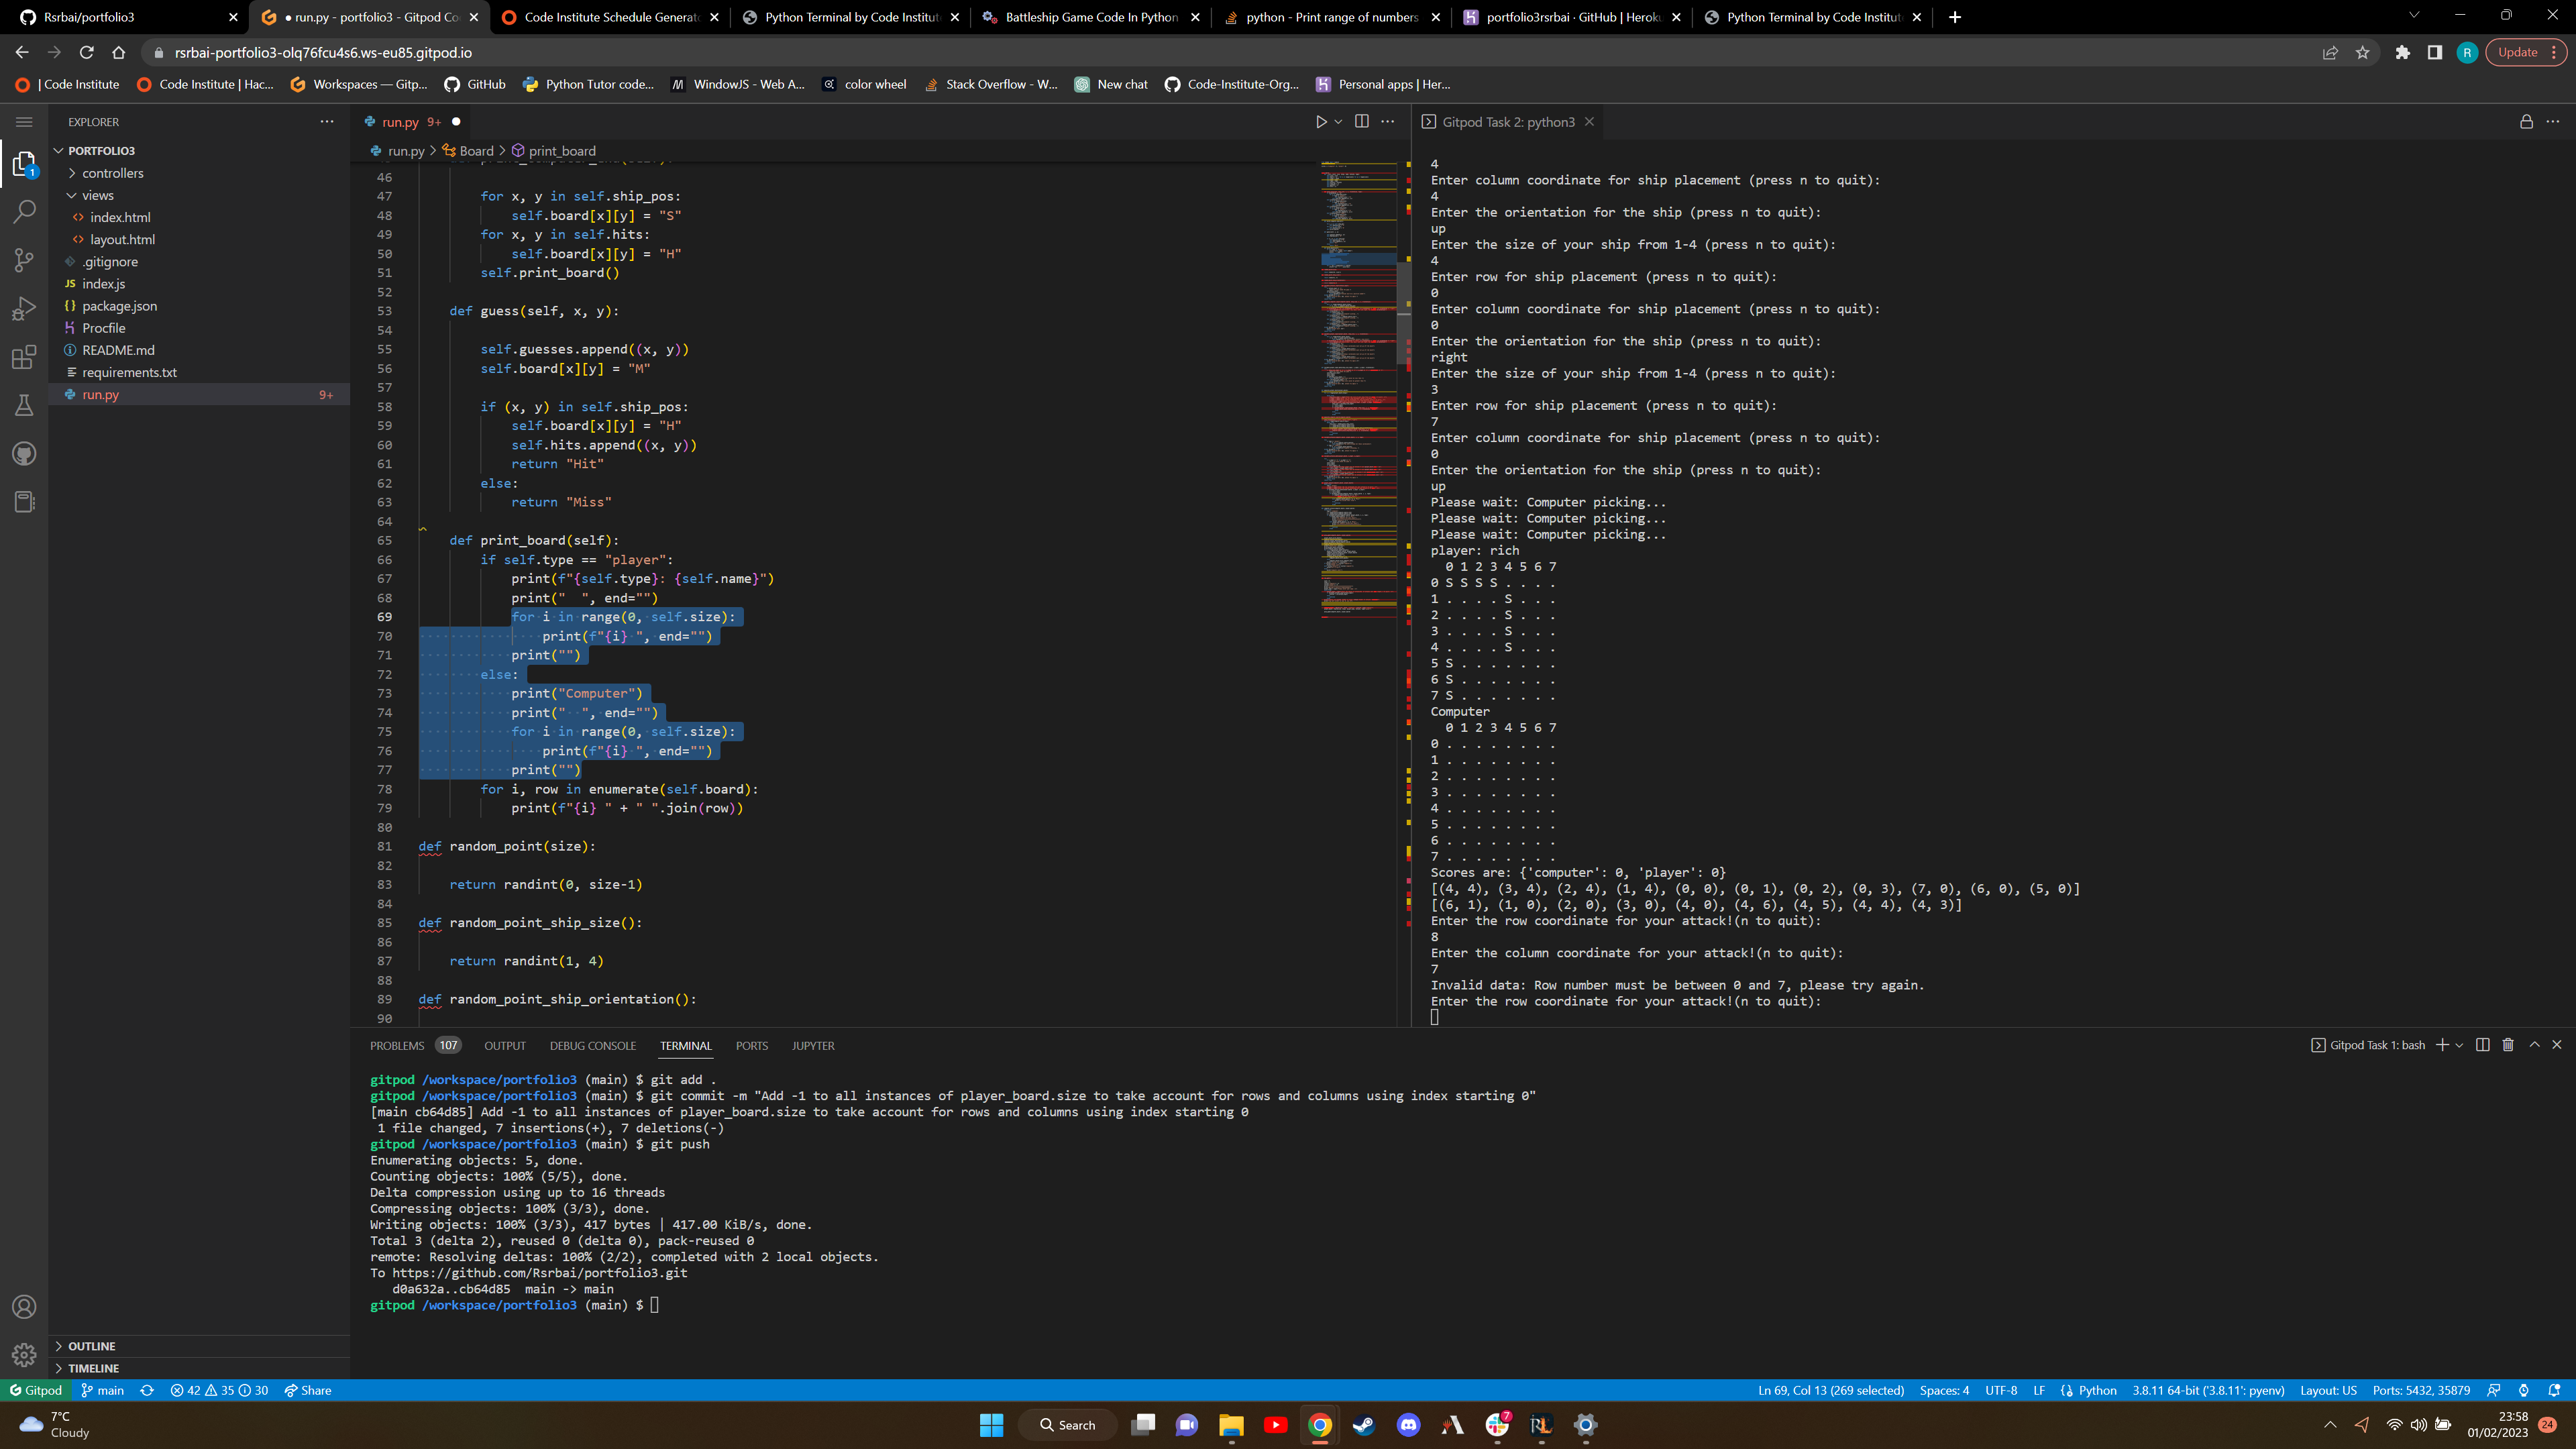 Rsrbai/portfolio3
● run.py - portfolio3 - Gitpod Co
Code Institute Schedule Generat
Python Terminal by Code Institut
Battleship Game Code In Python
python - Print range of numbers
portfolio3rsrbai · GitHub | Heroku
Python Terminal by Code Institut
rsrbai-portfolio3-olq76fcu4s6.ws-eu85.gitpod.io
R
Update
| Code Institute
Code Institute | Hac...
Workspaces — Gitp...
GitHub
Python Tutor code...
WindowJS - Web A...
color wheel
Stack Overflow - W...
New chat
Code-Institute-Org...
Personal apps | Her...
EXPLORER
PORTFOLIO3
controllers
views
<> index.html
<> layout.html
.gitignore
JS index.js
{} package.json
Procfile
README.md
requirements.txt
run.py 9+
1
OUTLINE
TIMELINE
run.py 9+ ●
run.py > Board > print_board
46
47 for x, y in self.ship_pos:
48 self.board[x][y] = "S"
49 for x, y in self.hits:
50 self.board[x][y] = "H"
51 self.print_board()
52
53 def guess(self, x, y):
54
55 self.guesses.append((x, y))
56 self.board[x][y] = "M"
57
58 if (x, y) in self.ship_pos:
59 self.board[x][y] = "H"
60 self.hits.append((x, y))
61 return "Hit"
62 else:
63 return "Miss"
64
65 def print_board(self):
66 if self.type == "player":
67 print(f"{self.type}: {self.name}")
68 print("  ", end="")
69 for i in range(0, self.size):
70 print(f"{i} ", end="")
71 print("")
72 else:
73 print("Computer")
74 print("  ", end="")
75 for i in range(0, self.size):
76 print(f"{i} ", end="")
77 print("")
78 for i, row in enumerate(self.board):
79 print(f"{i} " + " ".join(row))
80
81 def random_point(size):
82
83 return randint(0, size-1)
84
85 def random_point_ship_size():
86
87 return randint(1, 4)
88
89 def random_point_ship_orientation():
90
Gitpod Task 2: python3
4
Enter column coordinate for ship placement (press n to quit):
4
Enter the orientation for the ship (press n to quit):
up
Enter the size of your ship from 1-4 (press n to quit):
4
Enter row for ship placement (press n to quit):
0
Enter column coordinate for ship placement (press n to quit):
0
Enter the orientation for the ship (press n to quit):
right
Enter the size of your ship from 1-4 (press n to quit):
3
Enter row for ship placement (press n to quit):
7
Enter column coordinate for ship placement (press n to quit):
0
Enter the orientation for the ship (press n to quit):
up
Please wait: Computer picking...
Please wait: Computer picking...
Please wait: Computer picking...
player: rich
0 1 2 3 4 5 6 7
0 S S S S . . . .
1 . . . . S . . .
2 . . . . S . . .
3 . . . . S . . .
4 . . . . S . . .
5 S . . . . . . .
6 S . . . . . . .
7 S . . . . . . .
Computer
0 1 2 3 4 5 6 7
0 . . . . . . . .
1 . . . . . . . .
2 . . . . . . . .
3 . . . . . . . .
4 . . . . . . . .
5 . . . . . . . .
6 . . . . . . . .
7 . . . . . . . .
Scores are: {'computer': 0, 'player': 0}
[(4, 4), (3, 4), (2, 4), (1, 4), (0, 0), (0, 1), (0, 2), (0, 3), (7, 0), (6, 0), (5, 0)]
[(6, 1), (1, 0), (2, 0), (3, 0), (4, 0), (4, 6), (4, 5), (4, 4), (4, 3)]
Enter the row coordinate for your attack!(n to quit):
8
Enter the column coordinate for your attack!(n to quit):
7
Invalid data: Row number must be between 0 and 7, please try again.
Enter the row coordinate for your attack!(n to quit):
PROBLEMS 107 OUTPUT DEBUG CONSOLE TERMINAL PORTS JUPYTER
Gitpod Task 1: bash
gitpod /workspace/portfolio3 (main) $ git add .
gitpod /workspace/portfolio3 (main) $ git commit -m "Add -1 to all instances of player_board.size to take account for rows and columns using index starting 0"
[main cb64d85] Add -1 to all instances of player_board.size to take account for rows and columns using index starting 0
1 file changed, 7 insertions(+), 7 deletions(-)
gitpod /workspace/portfolio3 (main) $ git push
Enumerating objects: 5, done.
Counting objects: 100% (5/5), done.
Delta compression using up to 16 threads
Compressing objects: 100% (3/3), done.
Writing objects: 100% (3/3), 417 bytes | 417.00 KiB/s, done.
Total 3 (delta 2), reused 0 (delta 0), pack-reused 0
remote: Resolving deltas: 100% (2/2), completed with 2 local objects.
To https://github.com/Rsrbai/portfolio3.git
d0a632a..cb64d85 main -> main
gitpod /workspace/portfolio3 (main) $
Gitpod main 42 35 30 Share
Ln 69, Col 13 (269 selected) Spaces: 4 UTF-8 LF Python 3.8.11 64-bit ('3.8.11': pyenv) Layout: US Ports: 5432, 35879
7°C
Cloudy
Search
7
23:58
01/02/2023
24